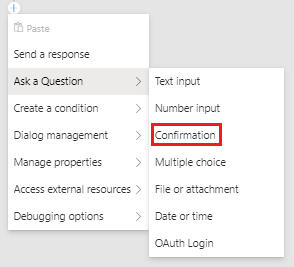 Paste
Send a response
Ask a Question
Text input
Number input
Create a condition
Confirmation
Dialog management
Multiple choice
Manage properties
File or attachment
Access external resources
Date or time
Debugging options
OAuth Login